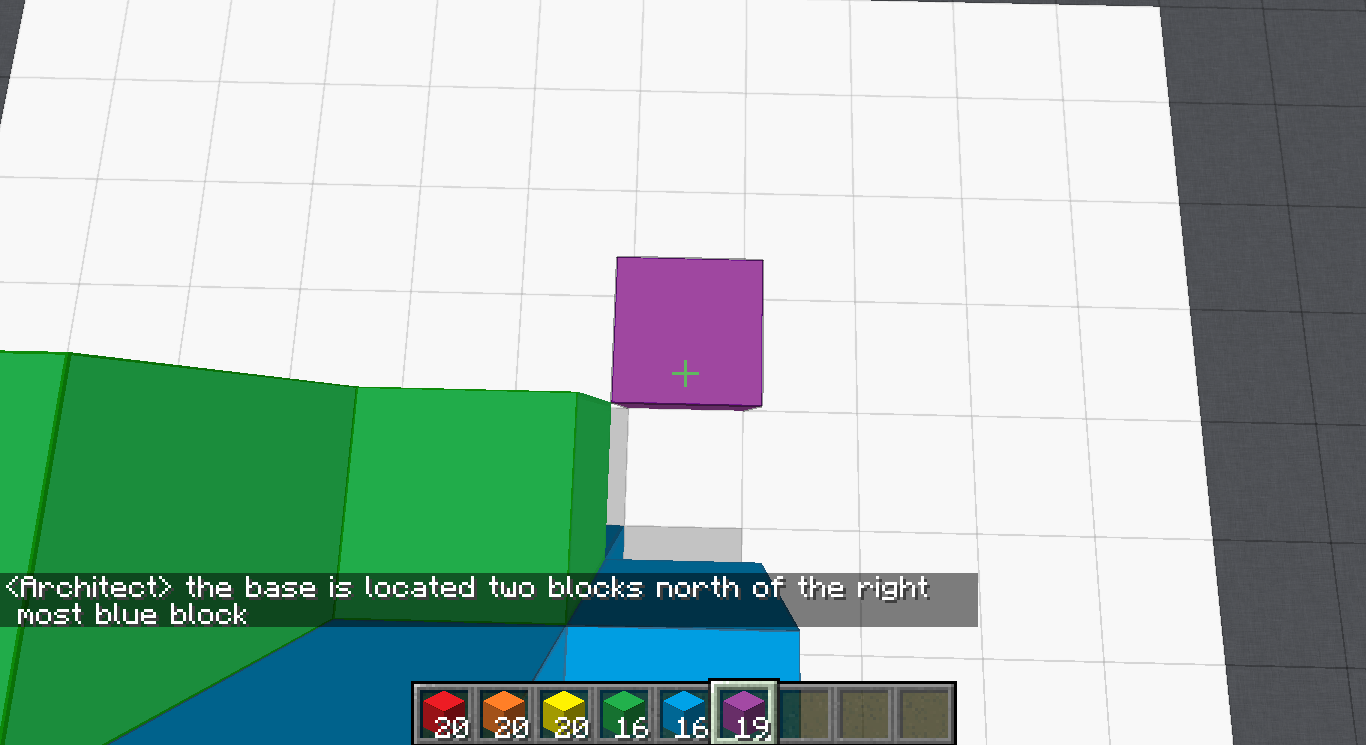 <Architect> the base is located two blocks north of the right
most blue block
20 20 20 16 16 19